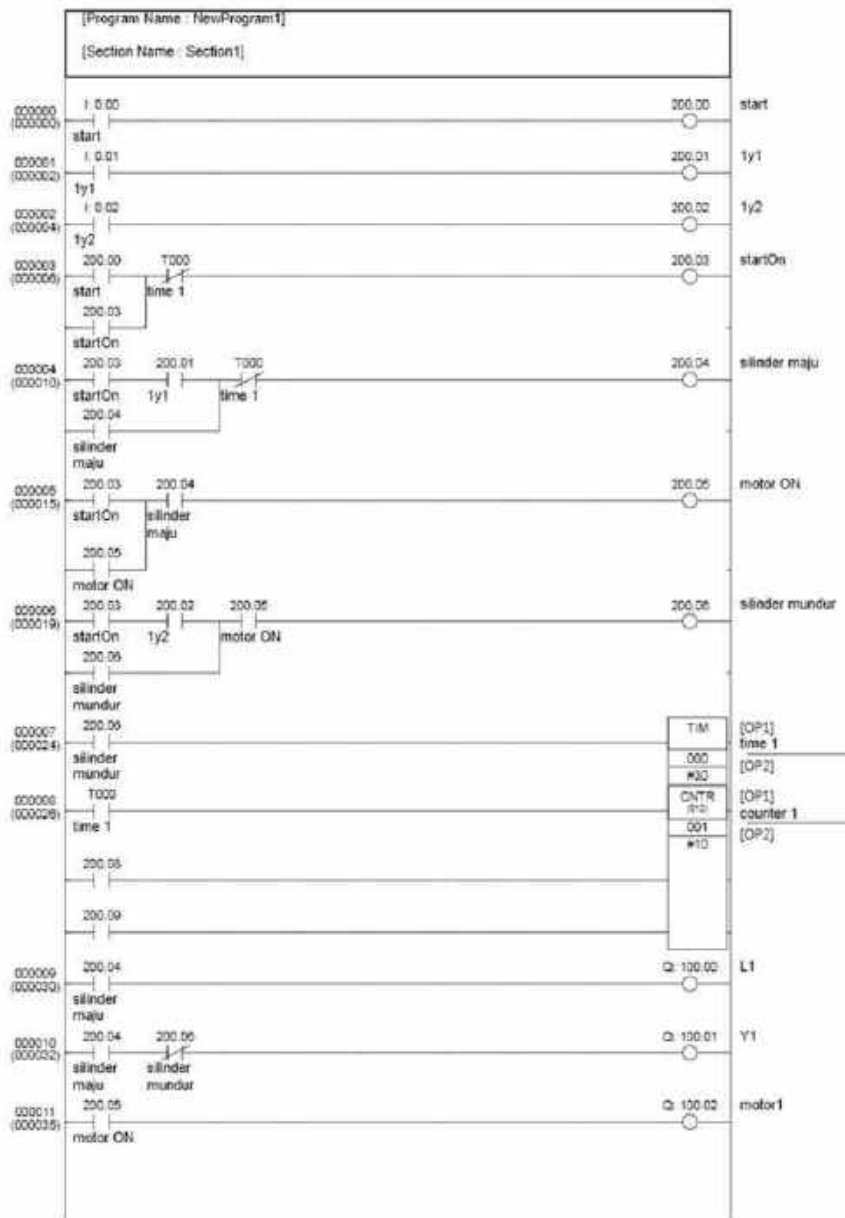 [Program Name : NewProgram1]
[Section Name : Section1]
000000
(000000)
I: 0.00
start
200.00
start
000001
(000002)
I: 0.01
1y1
200.01
1y1
000002
(000004)
I: 0.02
1y2
200.02
1y2
000003
(000006)
200.00
start
T000
time 1
200.03
startOn
200.03
startOn
000004
(000010)
200.03
startOn
200.01
1y1
T000
time 1
200.04
silinder maju
200.04
silinder
maju
000005
(000015)
200.03
startOn
200.04
silinder
maju
200.05
motor ON
200.05
motor ON
000006
(000019)
200.03
startOn
200.02
1y2
200.05
motor ON
200.06
silinder mundur
200.06
silinder
mundur
000007
(000024)
200.06
silinder
mundur
TIM
[OP1]
time 1
000
[OP2]
#30
000008
(000026)
T000
time 1
CNTR
[OP1]
counter 1
001
[OP2]
#10
200.08
200.09
000009
(000030)
200.04
silinder
maju
Q: 100.00
L1
000010
(000032)
200.04
silinder
maju
200.06
silinder
mundur
Q: 100.01
Y1
000011
(000035)
200.05
motor ON
Q: 100.02
motor1